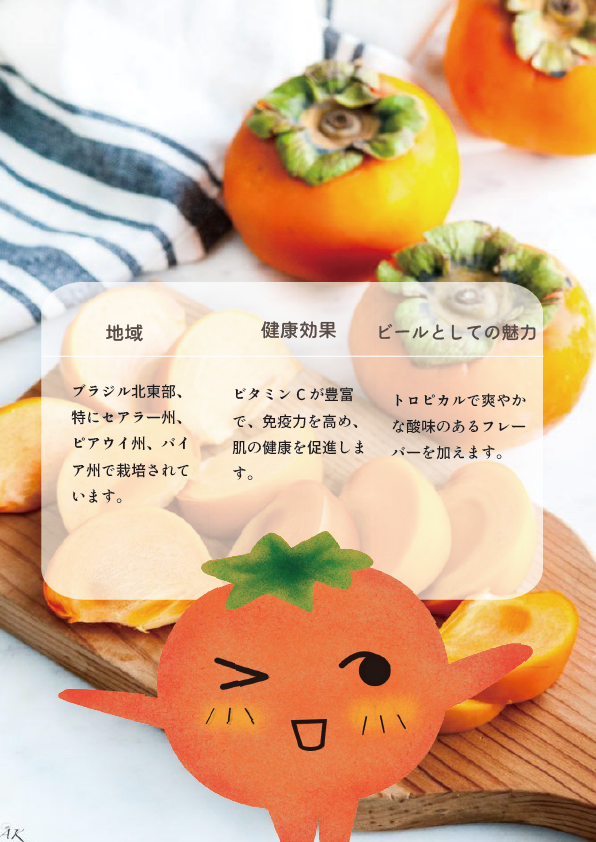 地域
ブラジル北東部、
特にセアラー州、
ピアウイ州、バイ
ア州で栽培されて
います。
健康効果
ビタミン C が豊富
で、免疫力を高め、
肌の健康を促進しま
す。
ビールとしての魅力
トロピカルで爽やか
な酸味のあるフレー
バーを加えます。